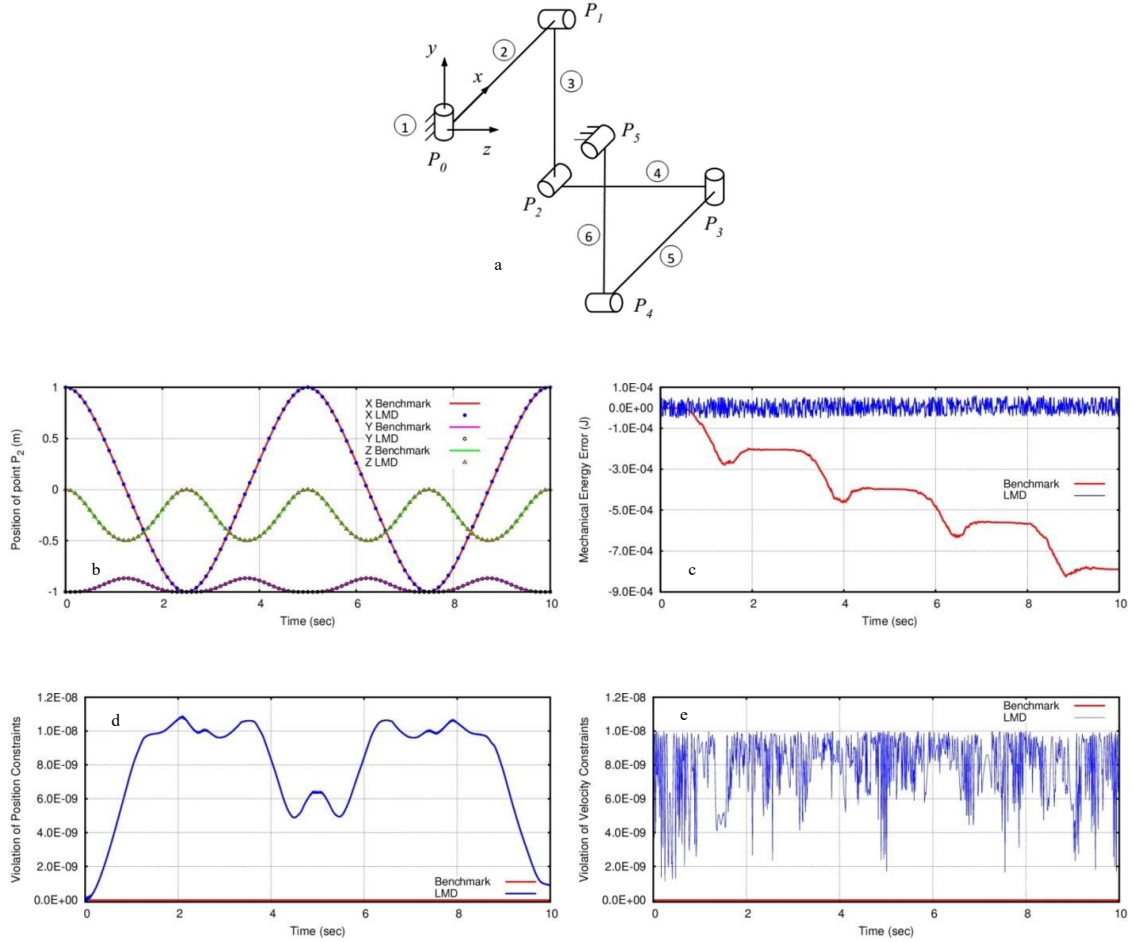 P1
2
y
x
3
1
P5
P0
z
4
P2
P3
6
a
5
P4
1
0.5
0
-0.5
-1
Position of point P2 (m)
X Benchmark
X LMD
Y Benchmark
Y LMD
Z Benchmark
Z LMD
b
0 2 4 6 8 10
Time (sec)
1.0E-04
0.0E+00
-1.0E-04
-3.0E-04
-5.0E-04
-7.0E-04
-9.0E-04
Mechanical Energy Error (J)
Benchmark
LMD
c
0 2 4 6 8 10
Time (sec)
1.2E-08
1.0E-08
8.0E-09
6.0E-09
4.0E-09
2.0E-09
0.0E+00
Violation of Position Constraints
d
Benchmark
LMD
0 2 4 6 8 10
Time (sec)
1.2E-08
1.0E-08
8.0E-09
6.0E-09
4.0E-09
2.0E-09
0.0E+00
Violation of Velocity Constraints
e
Benchmark
LMD
0 2 4 6 8 10
Time (sec)